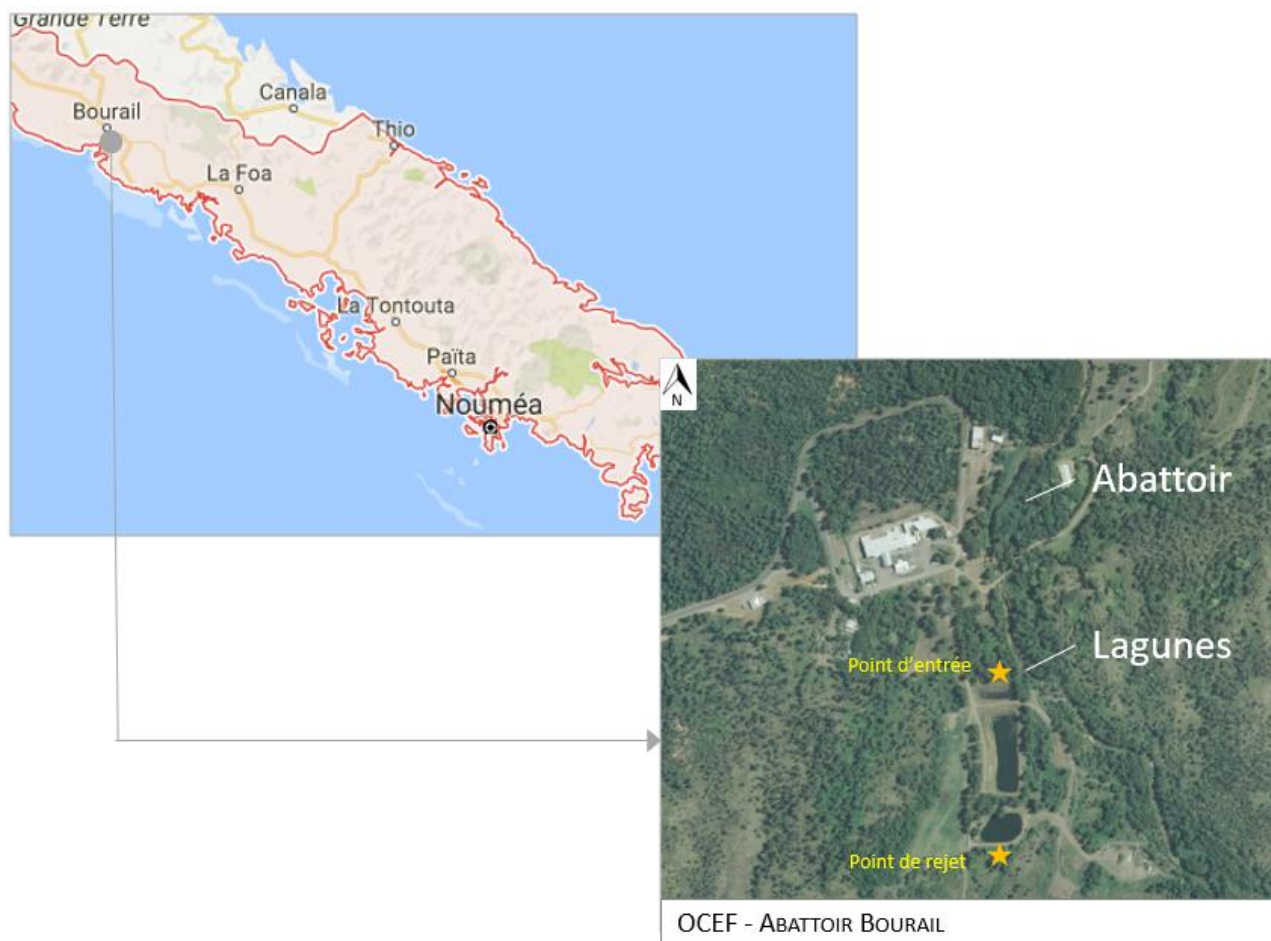 Grande Terre
Canala
Bourail
Thio
La Foa
La Tontouta
Païta
Nouméa
N
Abattoir
Lagunes
Point d’entrée
Point de rejet
OCEF - ABATTOIR BOURAIL